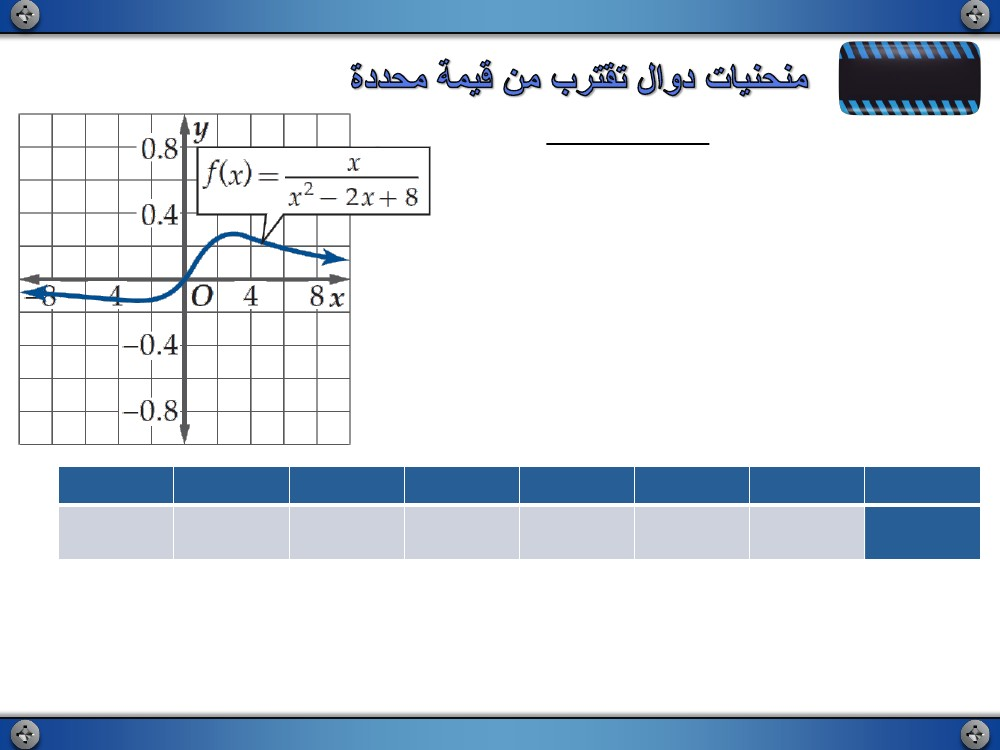 منحنيات دوال تقترب من قيمة محددة
y
0.8
f(x) = x / (x² − 2x + 8)
0.4
−8 4 O 4 8 x
−0.4
−0.8